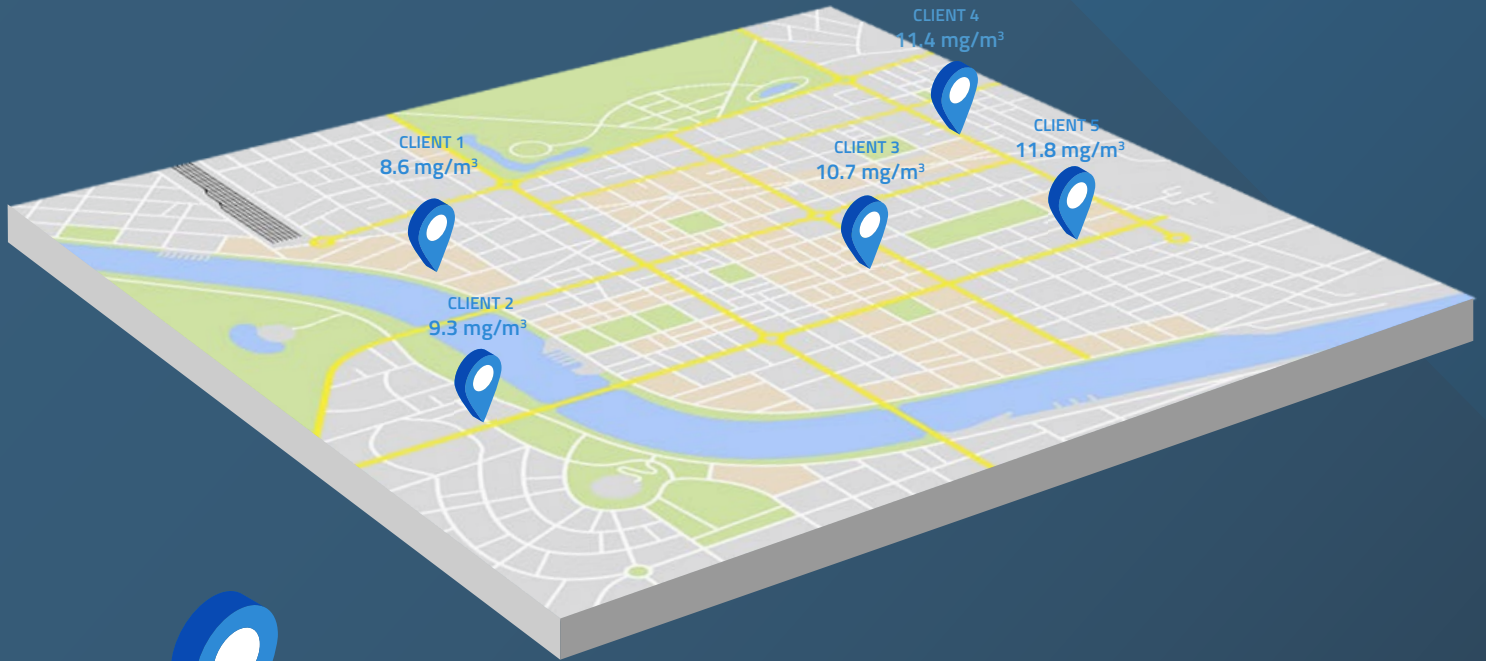 CLIENT 4
11.4 mg/m³
CLIENT 5
11.8 mg/m³
CLIENT 1
8.6 mg/m³
CLIENT 3
10.7 mg/m³
CLIENT 2
9.3 mg/m³